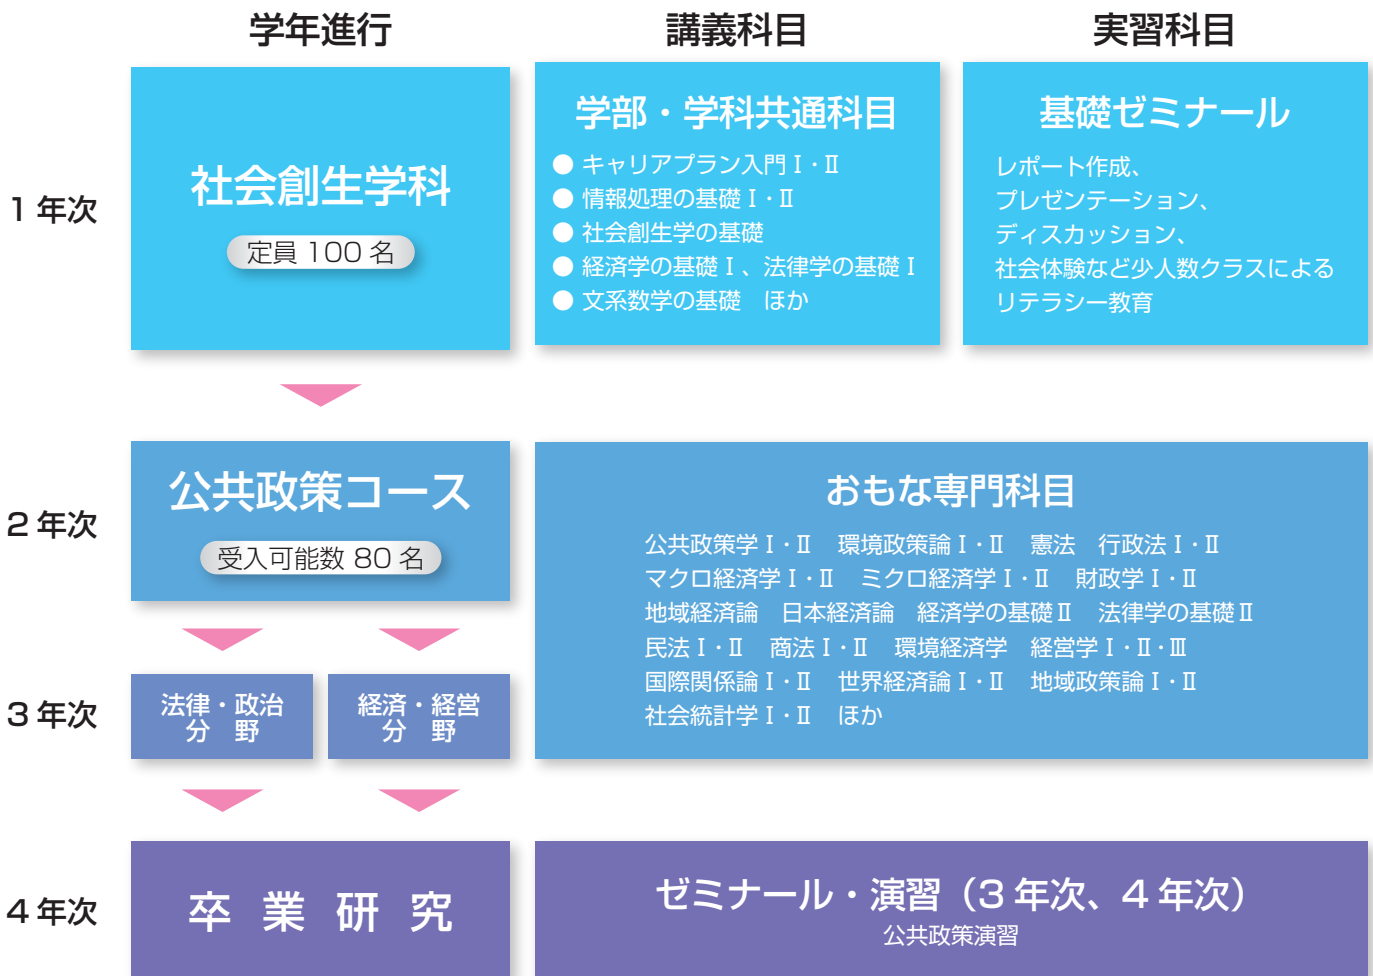 学年進行
講義科目
実習科目
1年次
社会創生学科
定員 100 名
学部・学科共通科目
● キャリアプラン入門Ⅰ・Ⅱ
● 情報処理の基礎Ⅰ・Ⅱ
● 社会創生学の基礎
● 経済学の基礎Ⅰ、法律学の基礎Ⅰ
● 文系数学の基礎　ほか
基礎ゼミナール
レポート作成、
プレゼンテーション、
ディスカッション、
社会体験など少人数クラスによる
リテラシー教育
2年次
公共政策コース
受入可能数 80 名
おもな専門科目
公共政策学Ⅰ・Ⅱ　環境政策論Ⅰ・Ⅱ　憲法　行政法Ⅰ・Ⅱ
マクロ経済学Ⅰ・Ⅱ　ミクロ経済学Ⅰ・Ⅱ　財政学Ⅰ・Ⅱ
地域経済論　日本経済論　経済学の基礎Ⅱ　法律学の基礎Ⅱ
民法Ⅰ・Ⅱ　商法Ⅰ・Ⅱ　環境経済学　経営学Ⅰ・Ⅱ・Ⅲ
国際関係論Ⅰ・Ⅱ　世界経済論Ⅰ・Ⅱ　地域政策論Ⅰ・Ⅱ
社会統計学Ⅰ・Ⅱ　ほか
3年次
法律・政治
分　野
経済・経営
分　野
4年次
卒 業 研 究
ゼミナール・演習（3年次、4年次）
公共政策演習